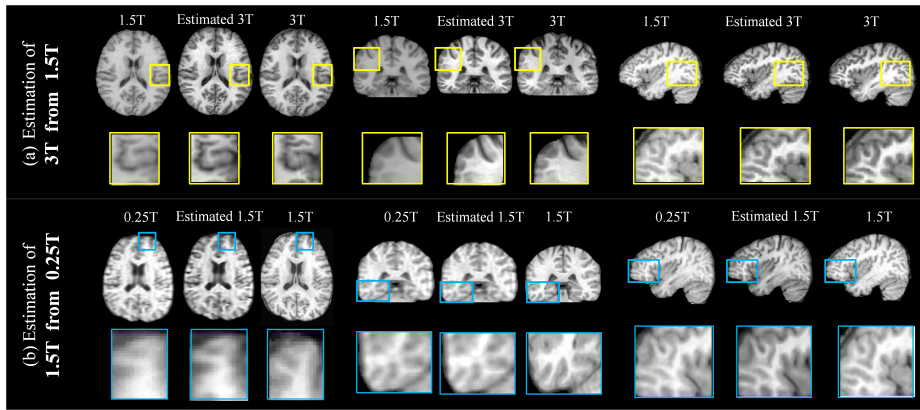 (a) Estimation of
3T from 1.5T
1.5T Estimated 3T 3T
1.5T Estimated 3T 3T
1.5T Estimated 3T 3T
(b) Estimation of
1.5T from 0.25T
0.25T Estimated 1.5T 1.5T
0.25T Estimated 1.5T 1.5T
0.25T Estimated 1.5T 1.5T